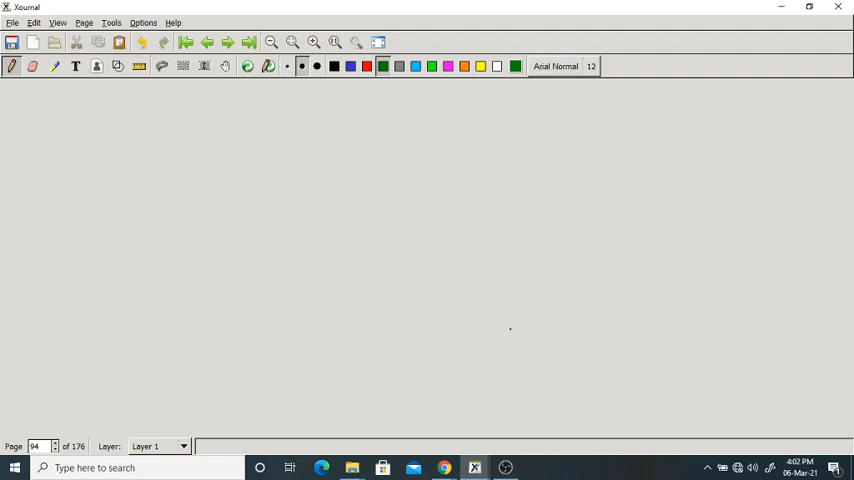 Xournal
File Edit View Page Tools Options Help
Arial Normal 12
Page 94 of 176 Layer: Layer 1
Type here to search
4:02 PM
06-Mar-21
1